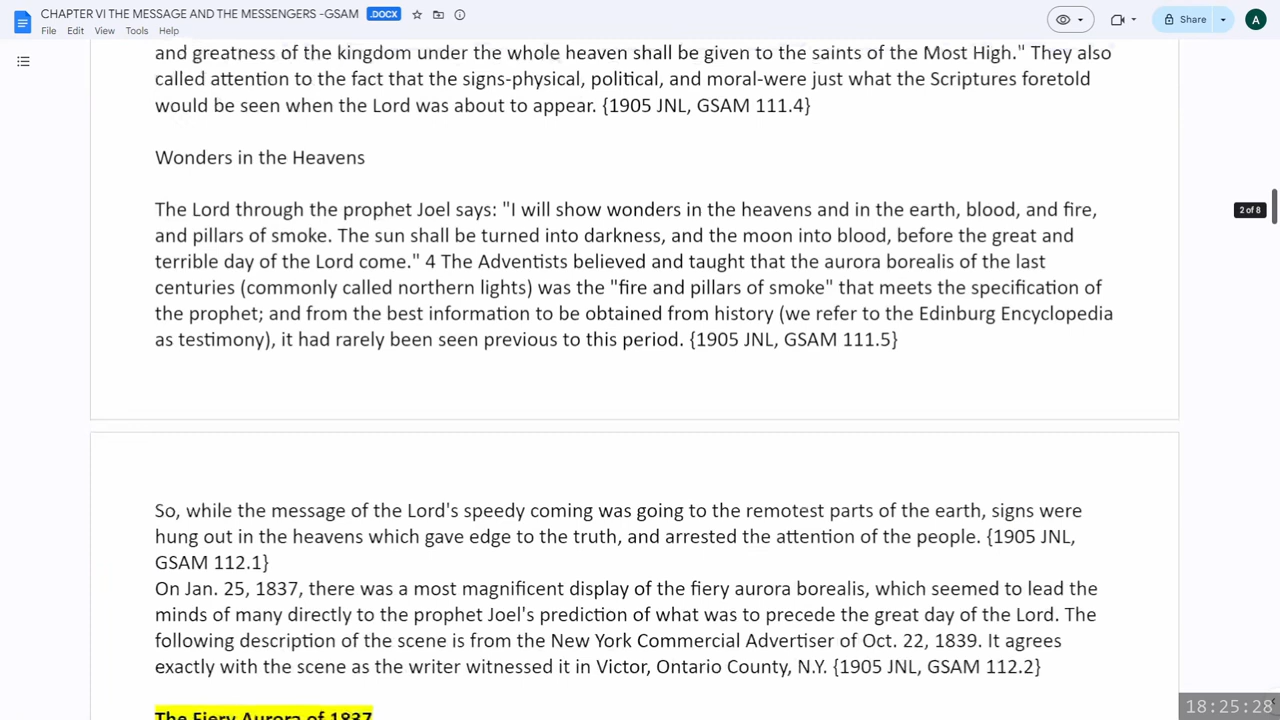 CHAPTER VI THE MESSAGE AND THE MESSENGERS -GSAM .DOCX
File Edit View Tools Help
Share
A
and greatness of the kingdom under the whole heaven shall be given to the saints of the Most High." They also
called attention to the fact that the signs-physical, political, and moral-were just what the Scriptures foretold
would be seen when the Lord was about to appear. {1905 JNL, GSAM 111.4}
Wonders in the Heavens
The Lord through the prophet Joel says: "I will show wonders in the heavens and in the earth, blood, and fire,
2 of 8
and pillars of smoke. The sun shall be turned into darkness, and the moon into blood, before the great and
terrible day of the Lord come." 4 The Adventists believed and taught that the aurora borealis of the last
centuries (commonly called northern lights) was the "fire and pillars of smoke" that meets the specification of
the prophet; and from the best information to be obtained from history (we refer to the Edinburg Encyclopedia
as testimony), it had rarely been seen previous to this period. {1905 JNL, GSAM 111.5}
So, while the message of the Lord's speedy coming was going to the remotest parts of the earth, signs were
hung out in the heavens which gave edge to the truth, and arrested the attention of the people. {1905 JNL,
GSAM 112.1}
On Jan. 25, 1837, there was a most magnificent display of the fiery aurora borealis, which seemed to lead the
minds of many directly to the prophet Joel's prediction of what was to precede the great day of the Lord. The
following description of the scene is from the New York Commercial Advertiser of Oct. 22, 1839. It agrees
exactly with the scene as the writer witnessed it in Victor, Ontario County, N.Y. {1905 JNL, GSAM 112.2}
The Fiery Aurora of 1837
18:25:28